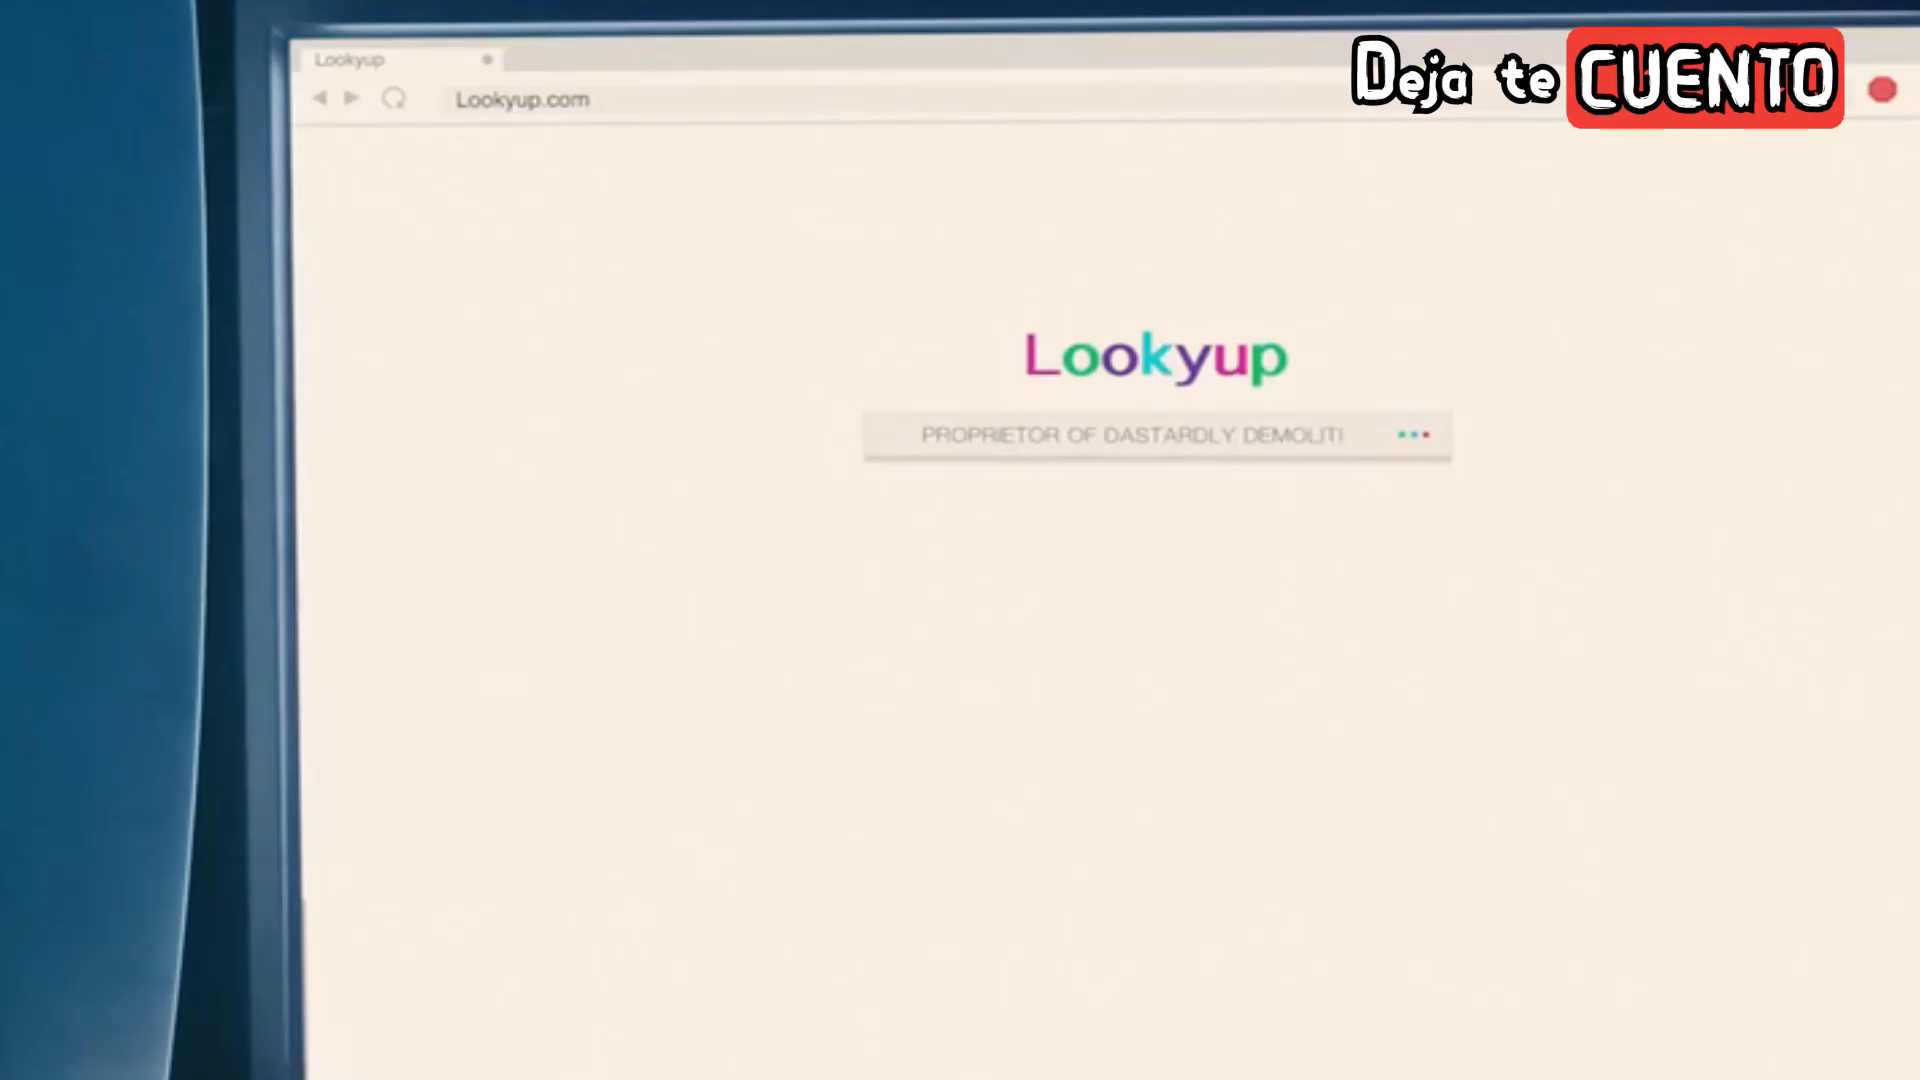 Lookyup
Deja te CUENTO
Lookyup.com
Lookyup
PROPRIETOR OF DASTARDLY DEMOLITI